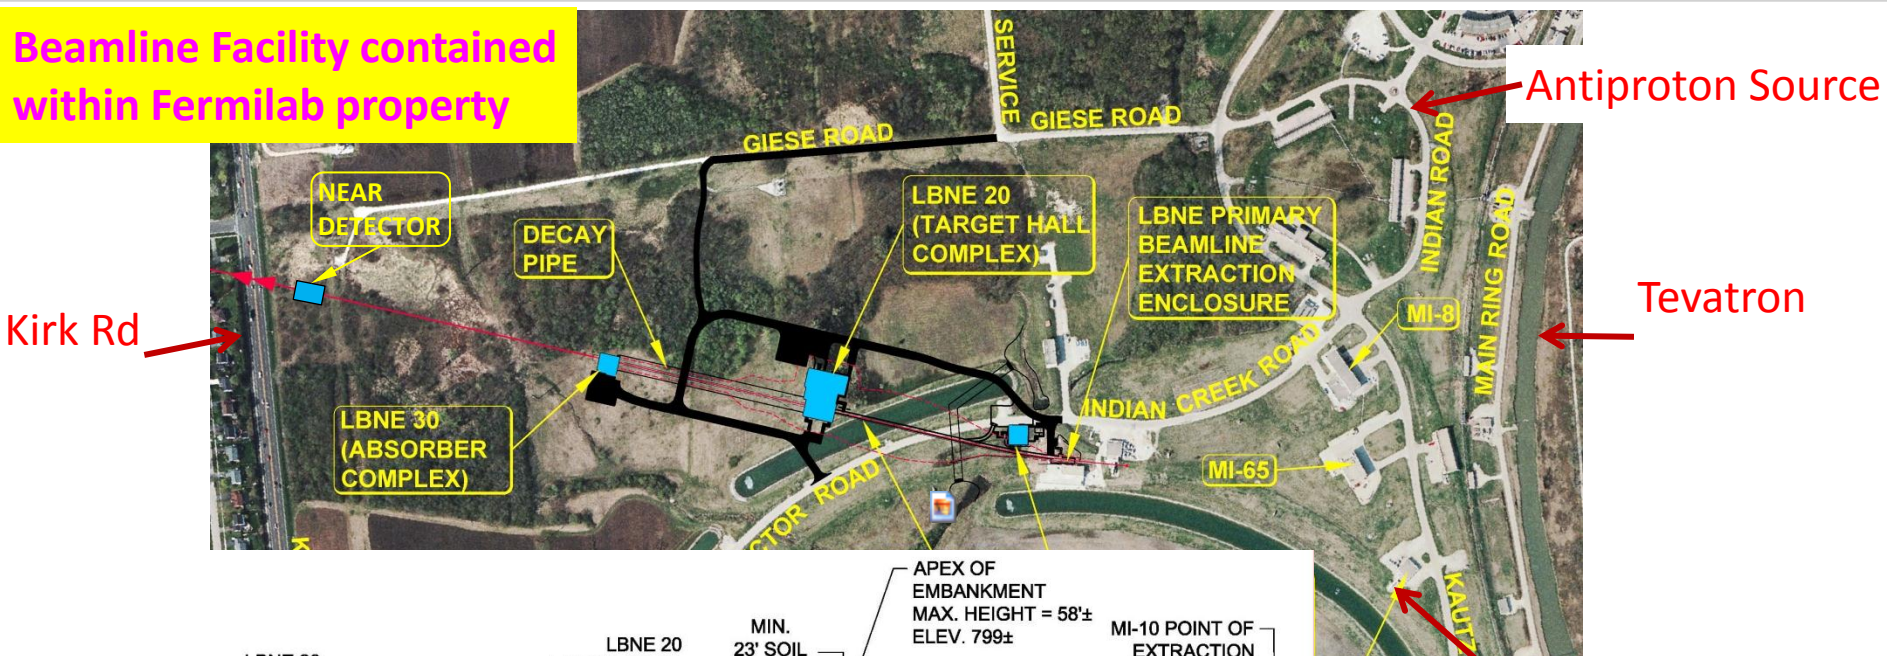 Beamline Facility contained
within Fermilab property
SERVICE
GIESE ROAD
GIESE ROAD
Antiproton Source
INDIAN ROAD
INDIAN ROAD
MAIN RING ROAD
NEAR
DETECTOR
DECAY
PIPE
LBNE 20
(TARGET HALL
COMPLEX)
LBNE PRIMARY
BEAMLINE
EXTRACTION
ENCLOSURE
Kirk Rd
Tevatron
MI-8
INDIAN CREEK ROAD
LBNE 30
(ABSORBER
COMPLEX)
MI-65
CTOR ROAD
K
KAUTZ
APEX OF
EMBANKMENT
MAX. HEIGHT = 58'±
ELEV. 799±
MIN.
23' SOIL
LBNE 20
MI-10 POINT OF
EXTRACTION